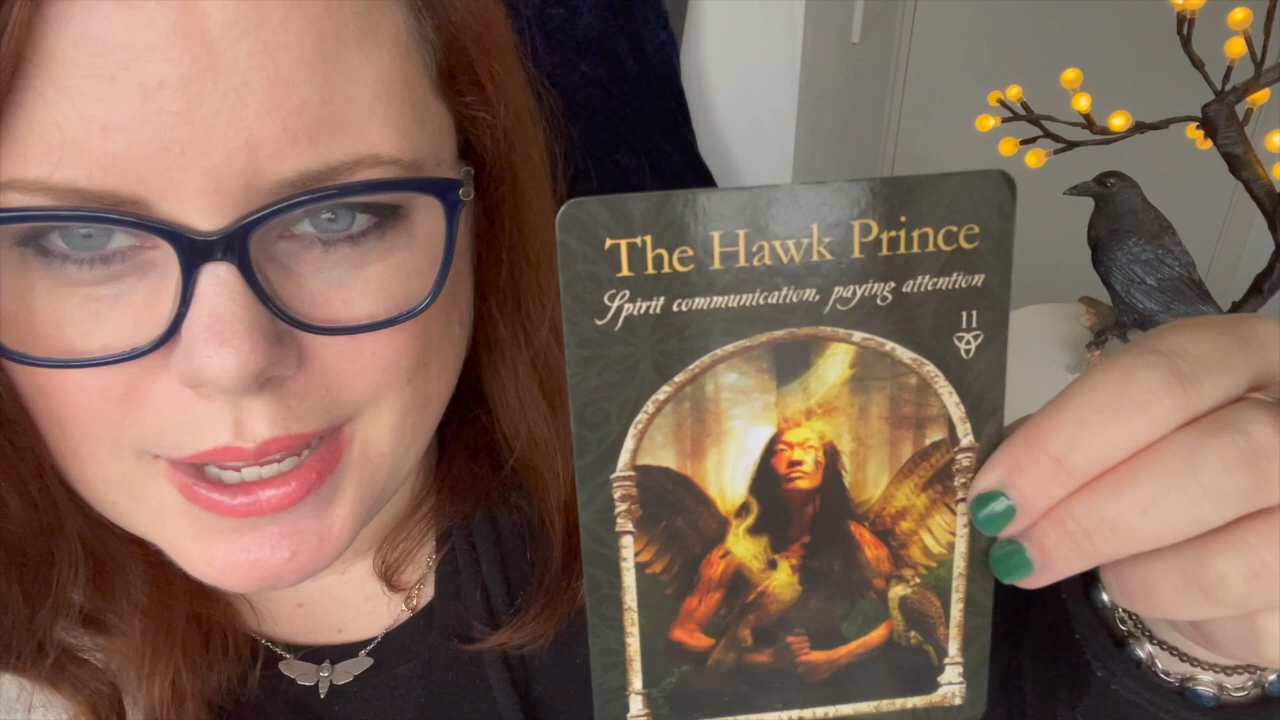 The Hawk Prince
Spirit communication, paying attention
11